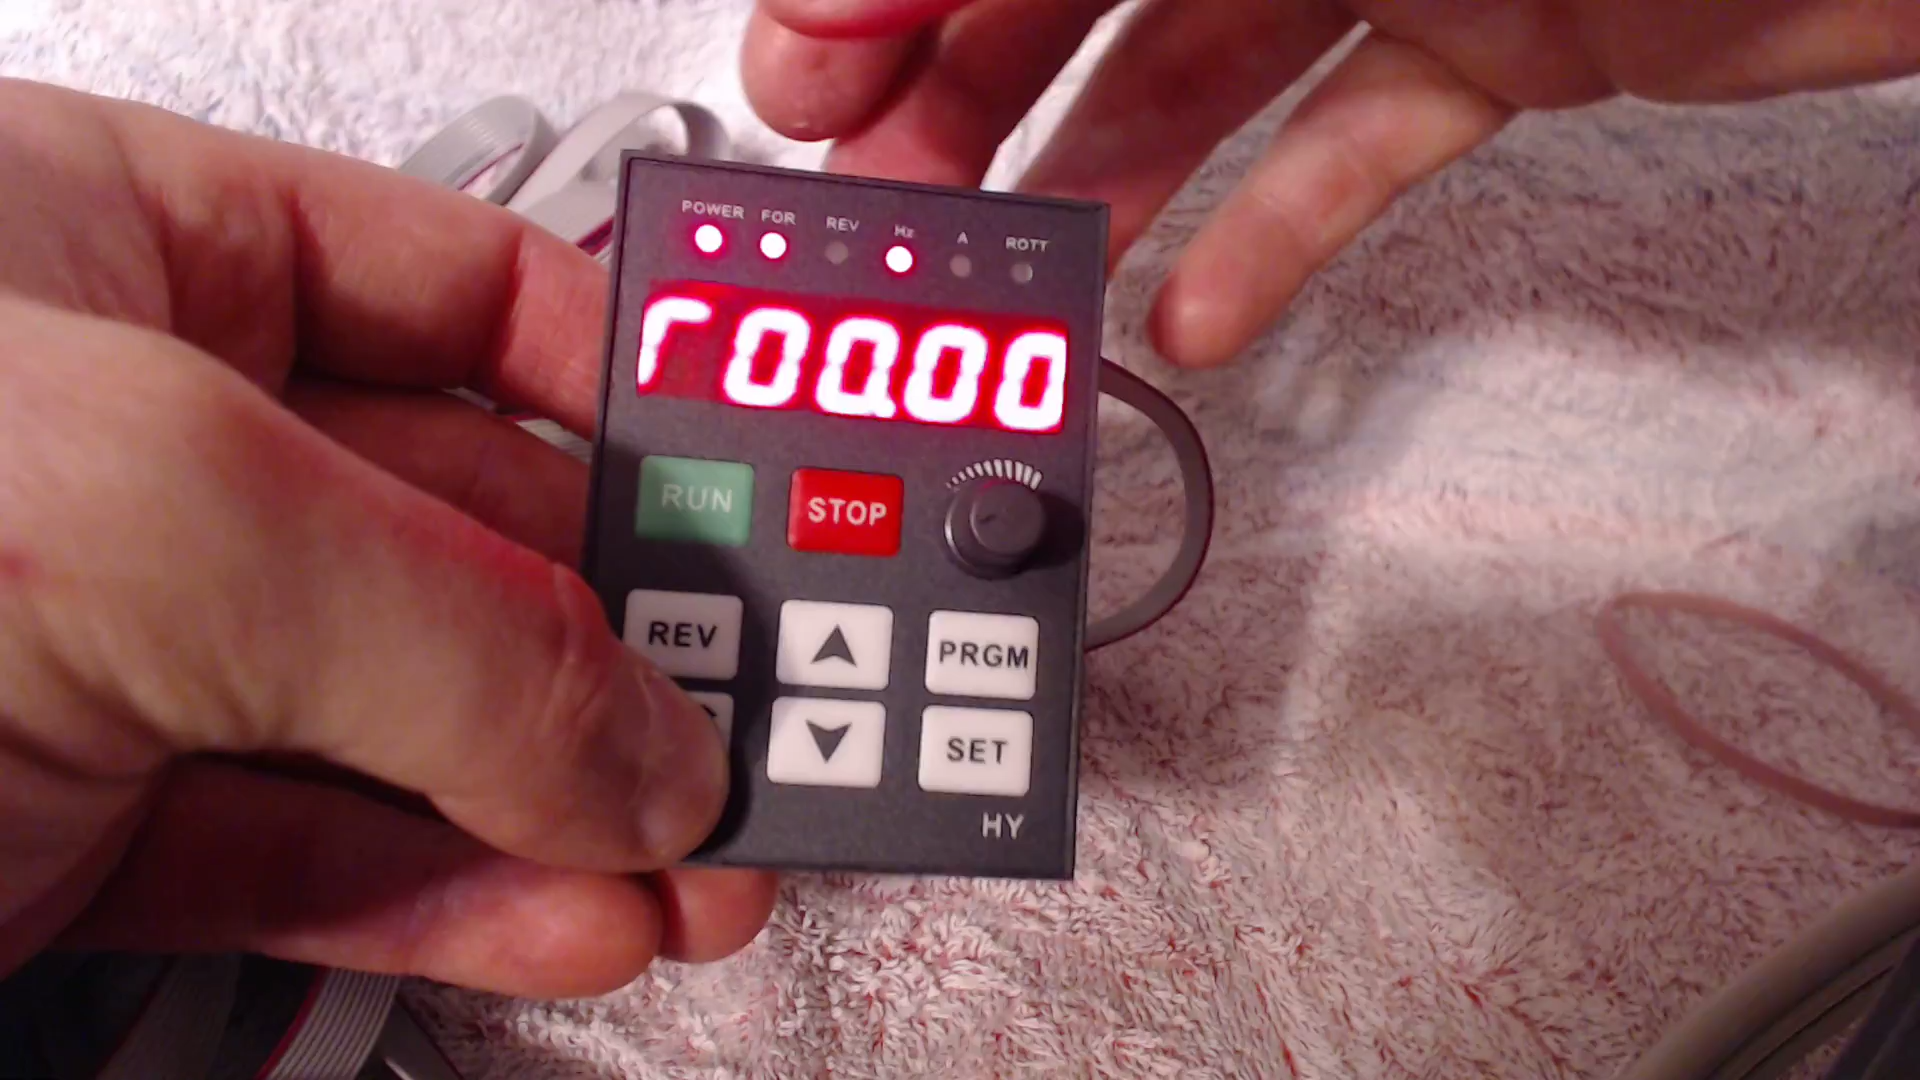 POWER FOR REV Hz A ROTT
r00.00
RUN STOP
REV PRGM
SET
HY